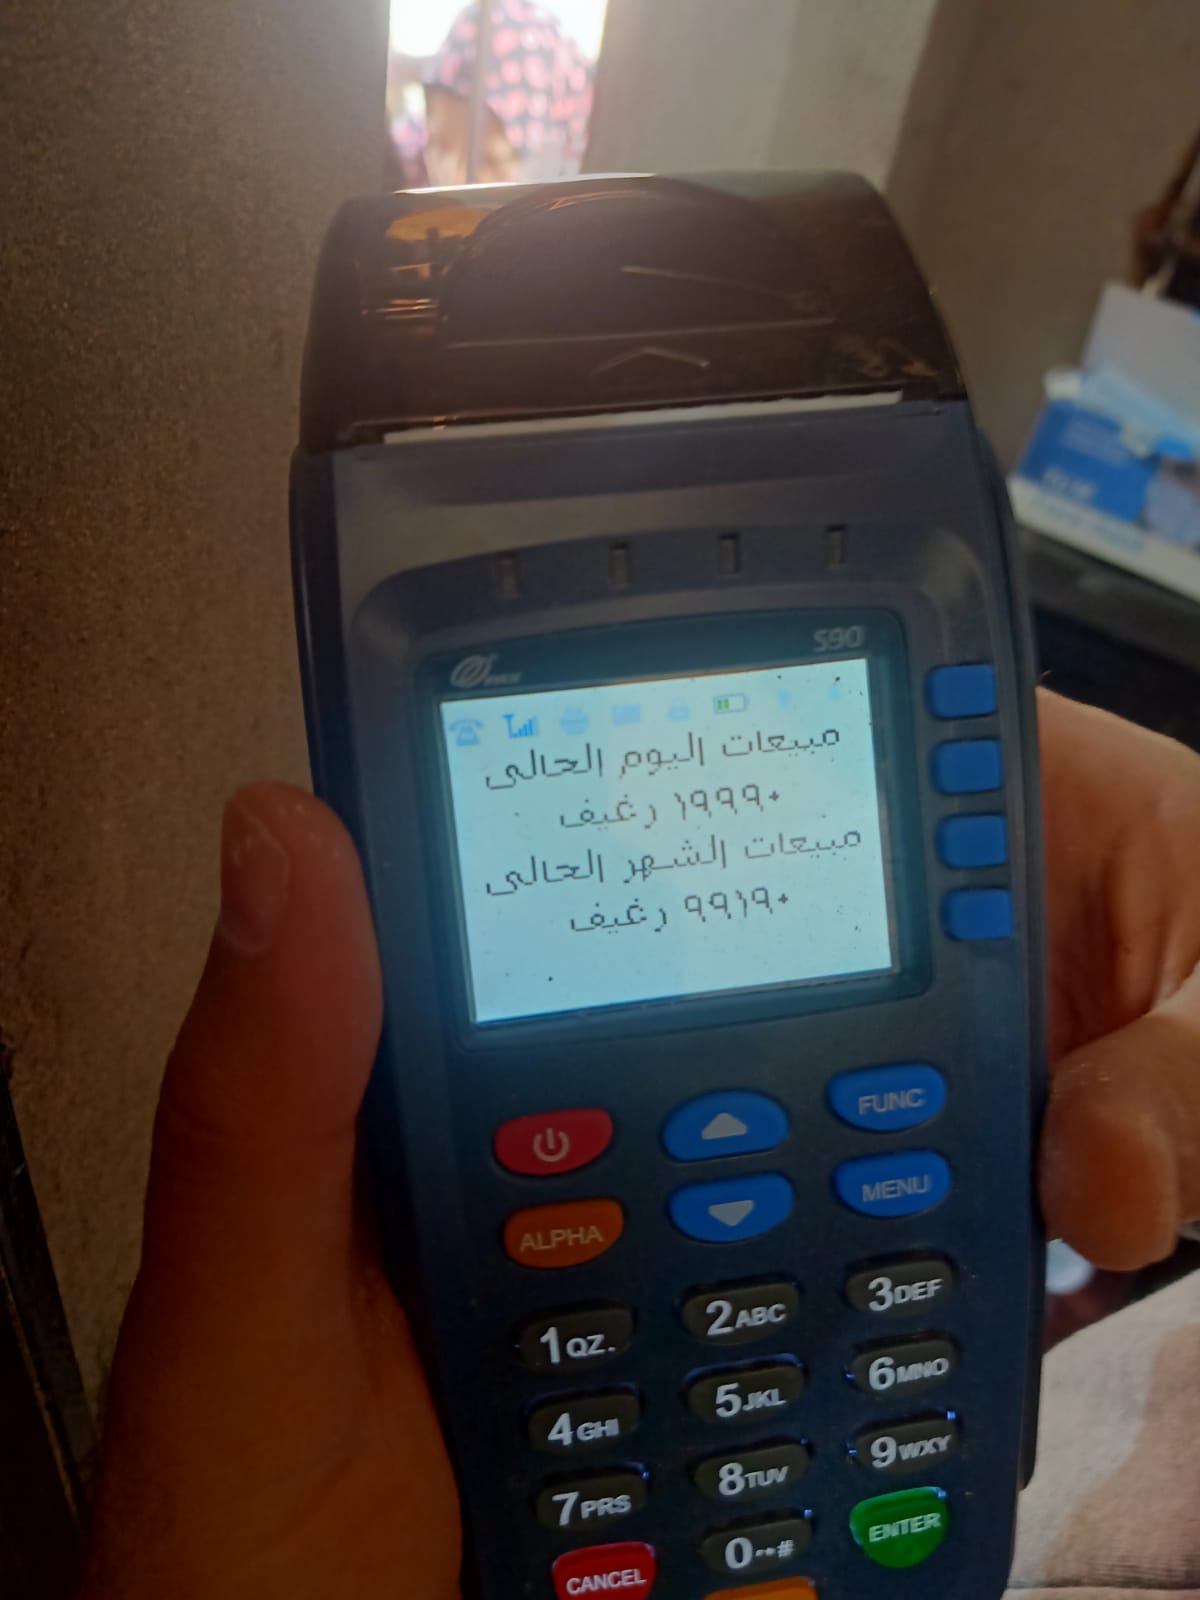 S90
مبيعات اليوم الحالى
١٩٩٩٠ رغيف
مبيعات الشهر الحالى
٩٩١٩٠ رغيف
FUNC
MENU
ALPHA
1QZ.
2ABC
3DEF
4GHI
5JKL
6MNO
7PRS
8TUV
9WXY
CANCEL
0
#
ENTER